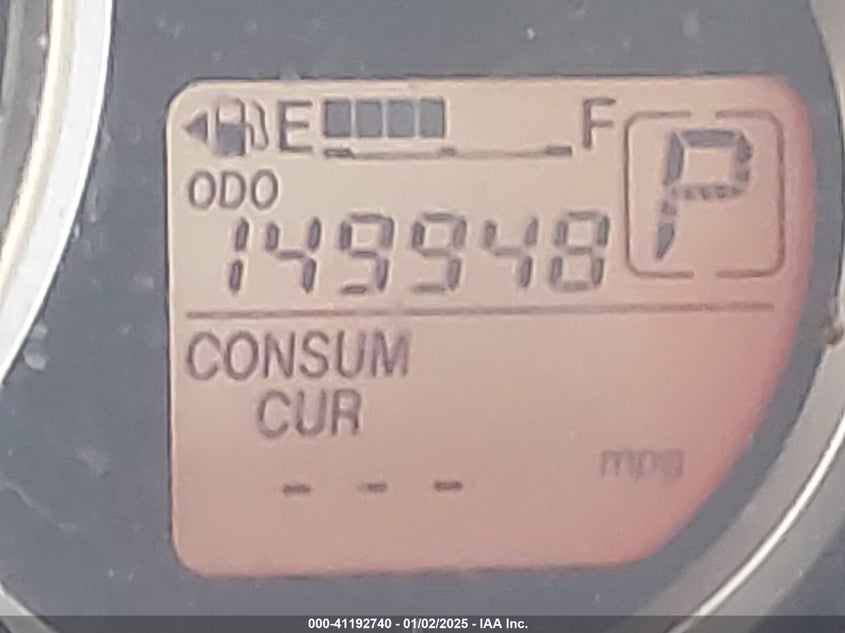 E F
P
ODO
149948
CONSUM
CUR
- - - mpg
000-41192740 - 01/02/2025 - IAA Inc.